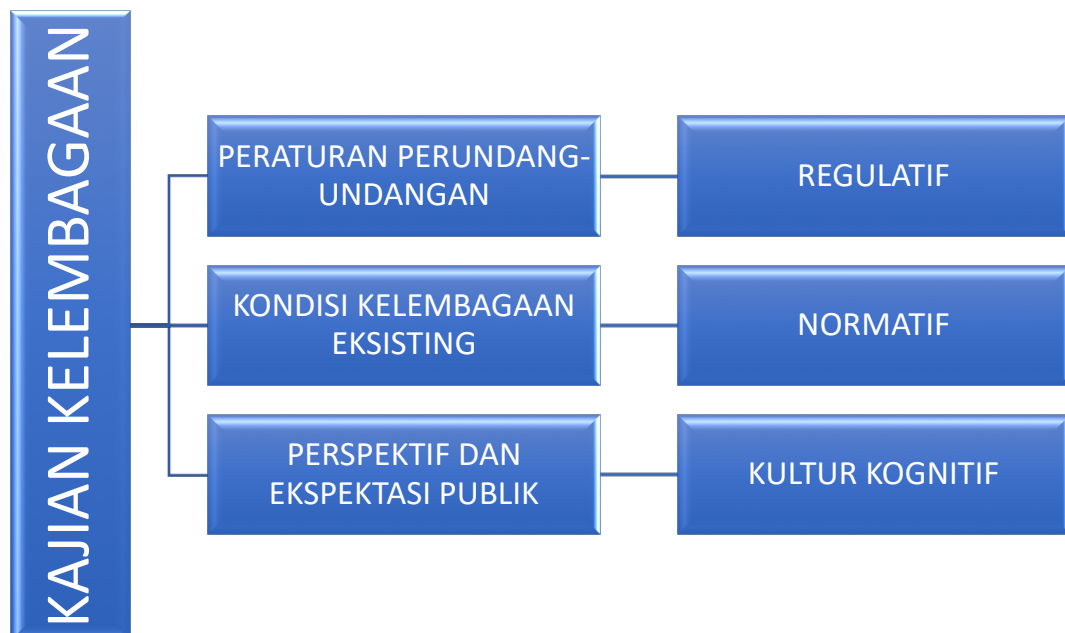 KAJIAN KELEMBAGAAN
PERATURAN PERUNDANG-
UNDANGAN
REGULATIF
KONDISI KELEMBAGAAN
EKSISTING
NORMATIF
PERSPEKTIF DAN
EKSPEKTASI PUBLIK
KULTUR KOGNITIF